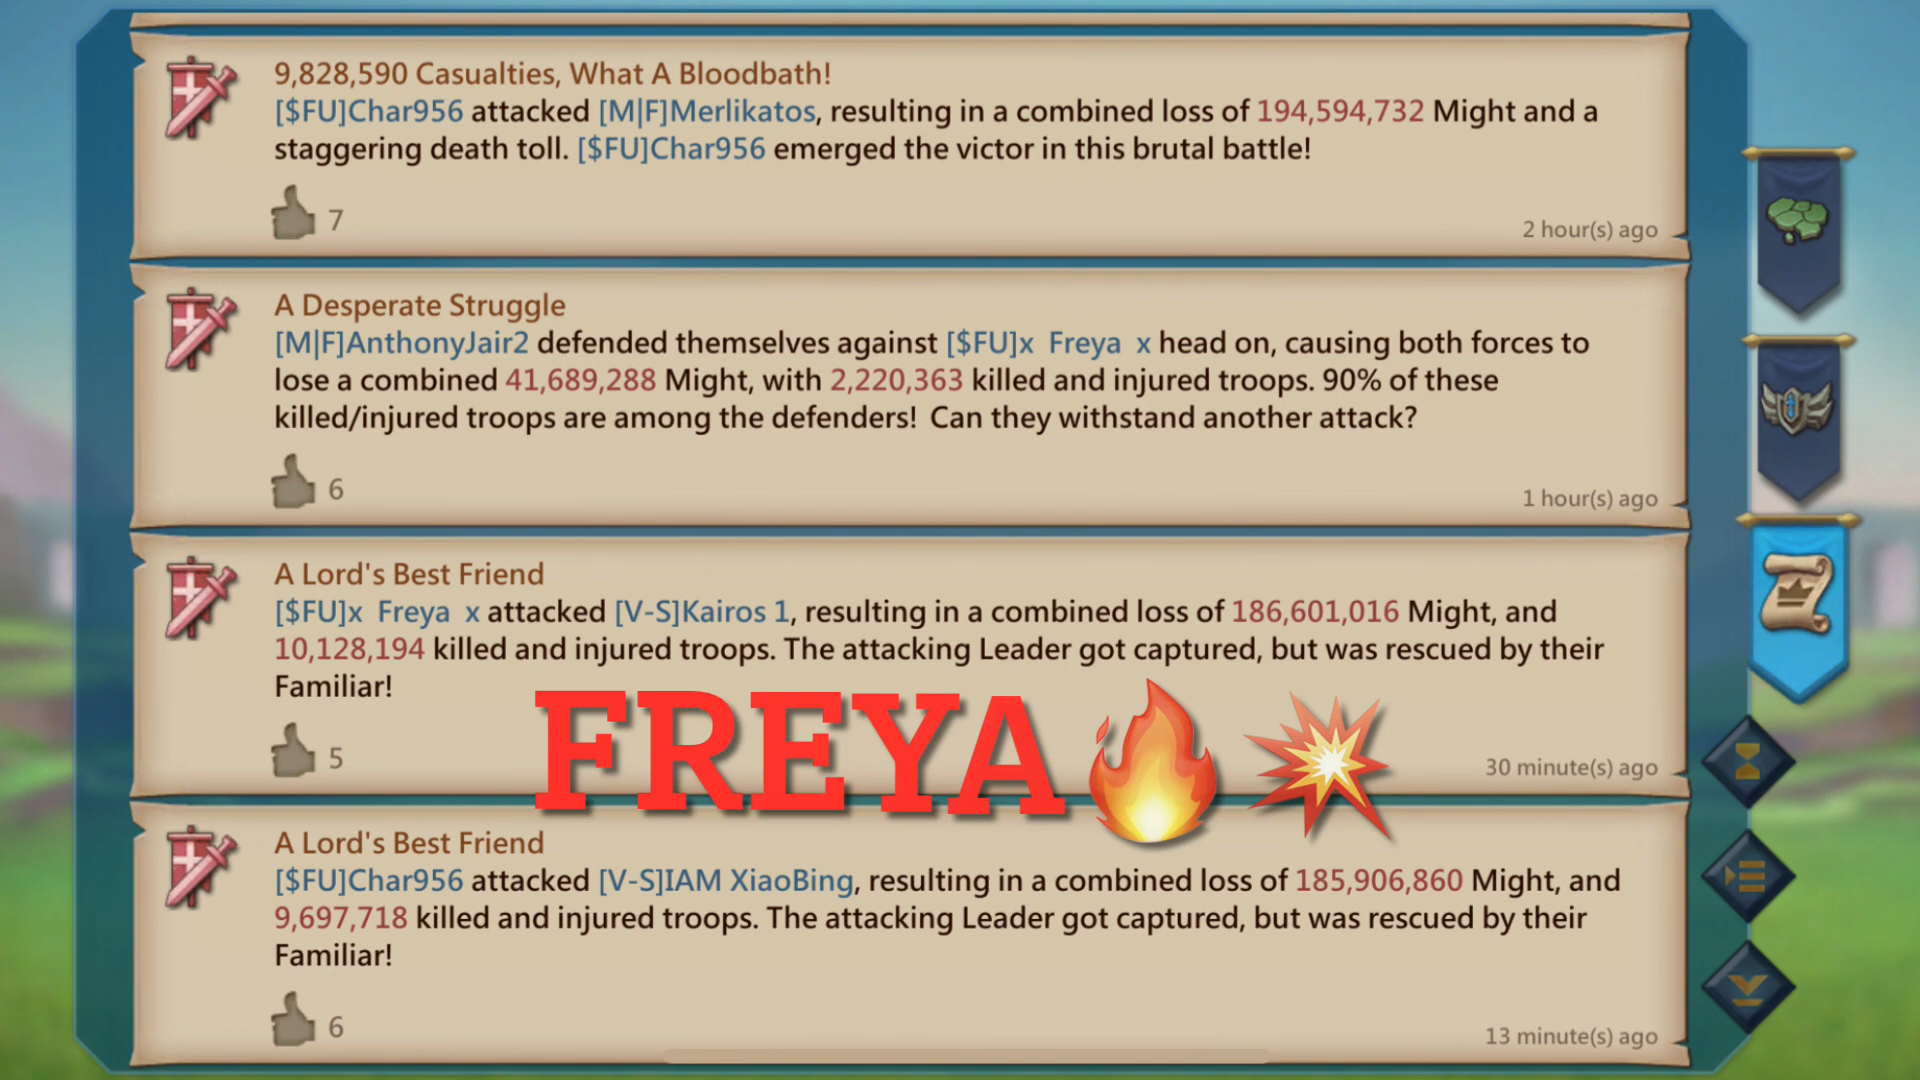 9,828,590 Casualties, What A Bloodbath!
[$FU]Char956 attacked [M|F]Merlikatos, resulting in a combined loss of 194,594,732 Might and a
staggering death toll. [$FU]Char956 emerged the victor in this brutal battle!
7
2 hour(s) ago
A Desperate Struggle
[M|F]AnthonyJair2 defended themselves against [$FU]x Freya x head on, causing both forces to
lose a combined 41,689,288 Might, with 2,220,363 killed and injured troops. 90% of these
killed/injured troops are among the defenders! Can they withstand another attack?
6
1 hour(s) ago
A Lord's Best Friend
[$FU]x Freya x attacked [V-S]Kairos 1, resulting in a combined loss of 186,601,016 Might, and
10,128,194 killed and injured troops. The attacking Leader got captured, but was rescued by their
Familiar!
FREYA🔥💥
5
30 minute(s) ago
A Lord's Best Friend
[$FU]Char956 attacked [V-S]IAM XiaoBing, resulting in a combined loss of 185,906,860 Might, and
9,697,718 killed and injured troops. The attacking Leader got captured, but was rescued by their
Familiar!
6
13 minute(s) ago